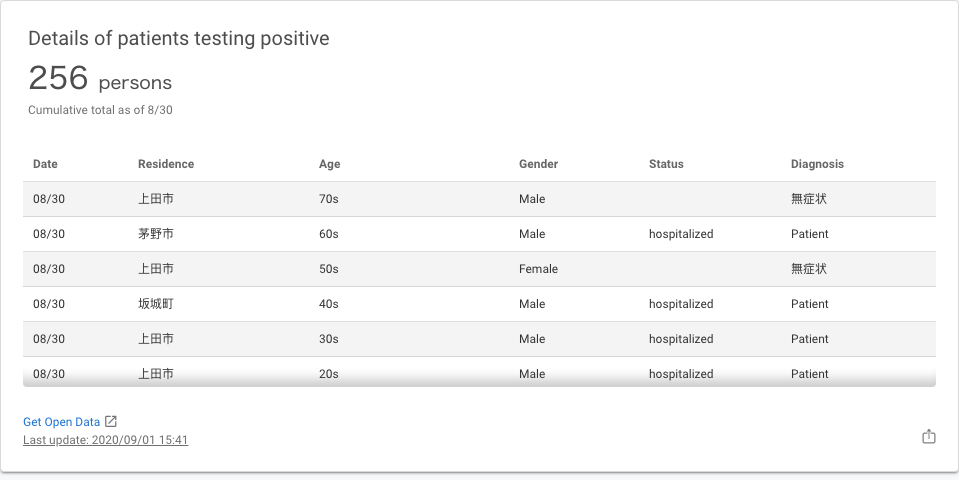 Details of patients testing positive
256 persons
Cumulative total as of 8/30
Date Residence Age Gender Status Diagnosis
08/30 上田市 70s Male 無症状
08/30 茅野市 60s Male hospitalized Patient
08/30 上田市 50s Female 無症状
08/30 坂城町 40s Male hospitalized Patient
08/30 上田市 30s Male hospitalized Patient
08/30 上田市 20s Male hospitalized Patient
Get Open Data
Last update: 2020/09/01 15:41